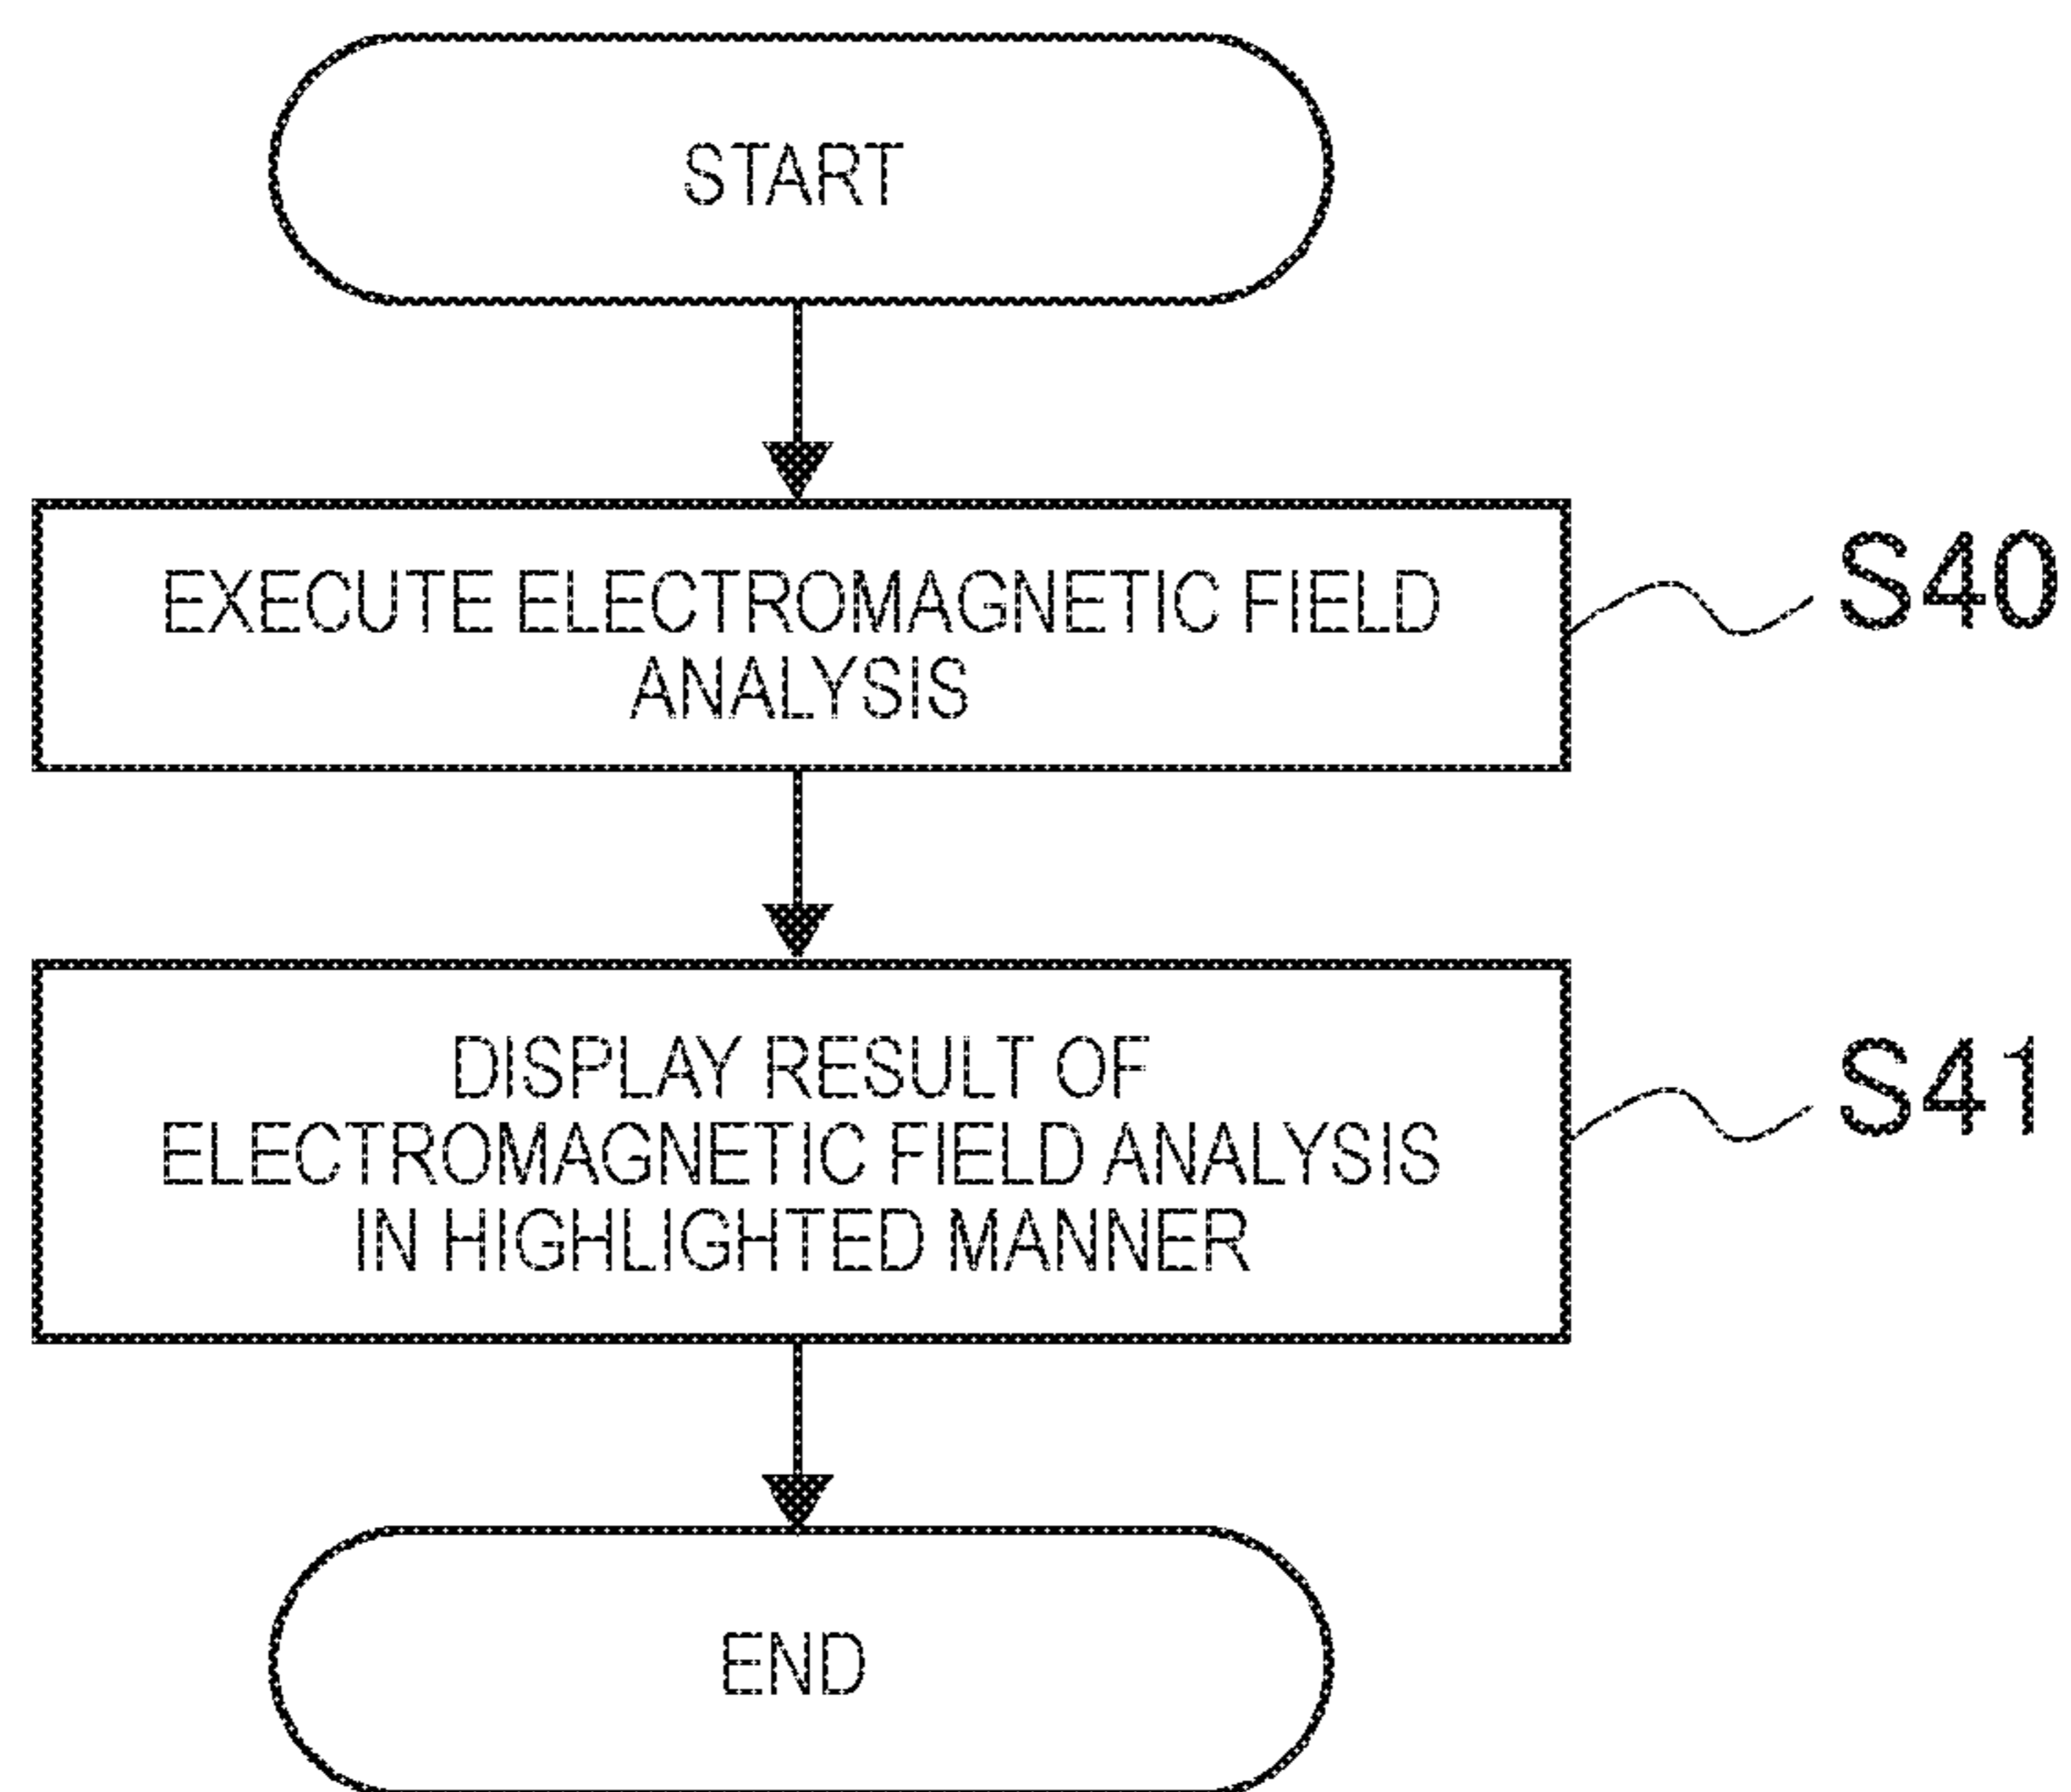 START
EXECUTE ELECTROMAGNETIC FIELD
ANALYSIS
S40
DISPLAY RESULT OF
ELECTROMAGNETIC FIELD ANALYSIS
IN HIGHLIGHTED MANNER
S41
END